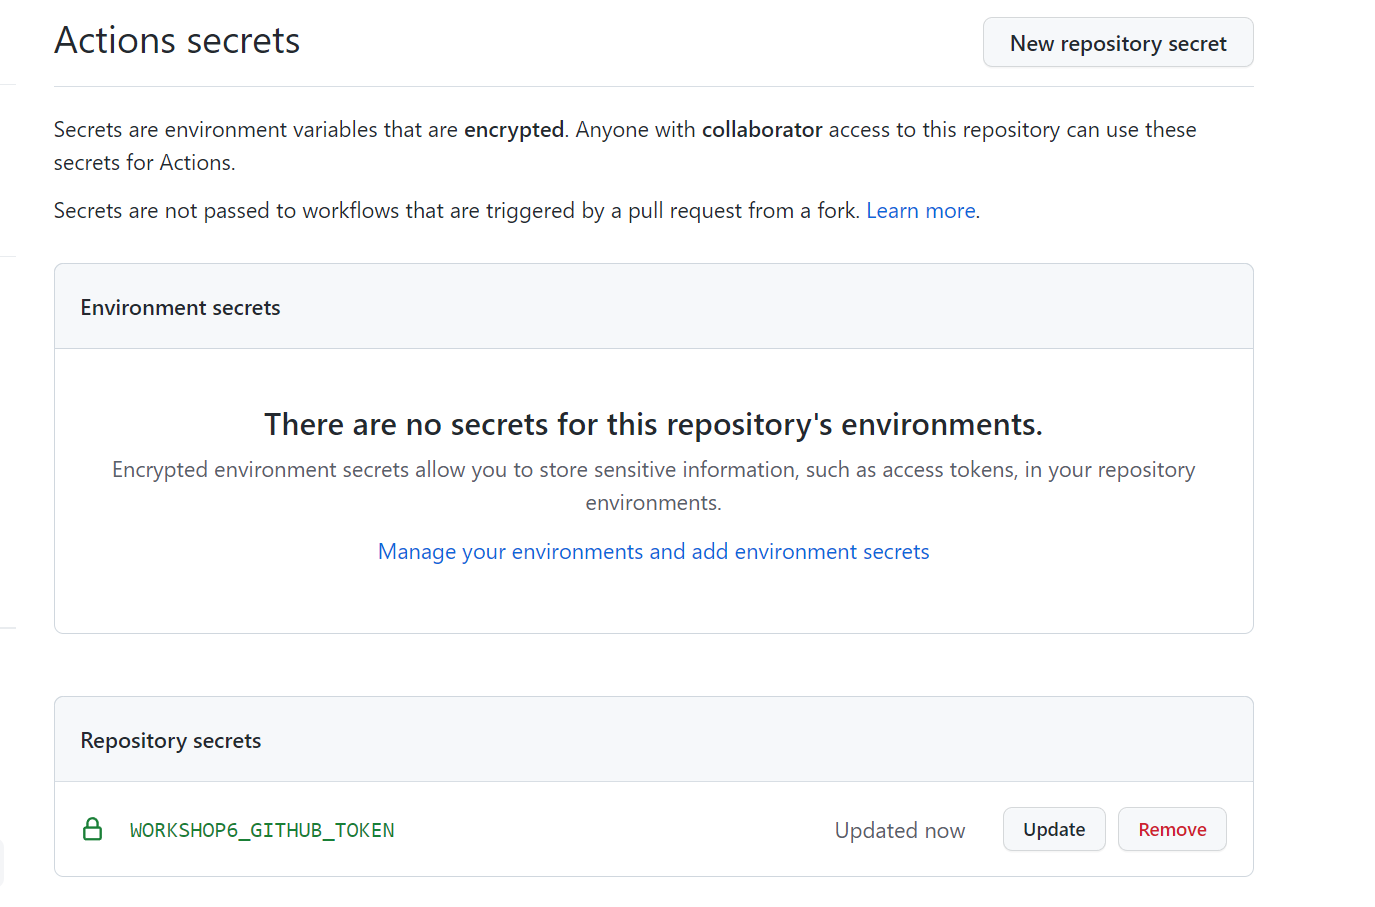 Actions secrets
New repository secret
Secrets are environment variables that are encrypted. Anyone with collaborator access to this repository can use these
secrets for Actions.
Secrets are not passed to workflows that are triggered by a pull request from a fork. Learn more.
Environment secrets
There are no secrets for this repository's environments.
Encrypted environment secrets allow you to store sensitive information, such as access tokens, in your repository
environments.
Manage your environments and add environment secrets
Repository secrets
WORKSHOP6_GITHUB_TOKEN
Updated now
Update
Remove